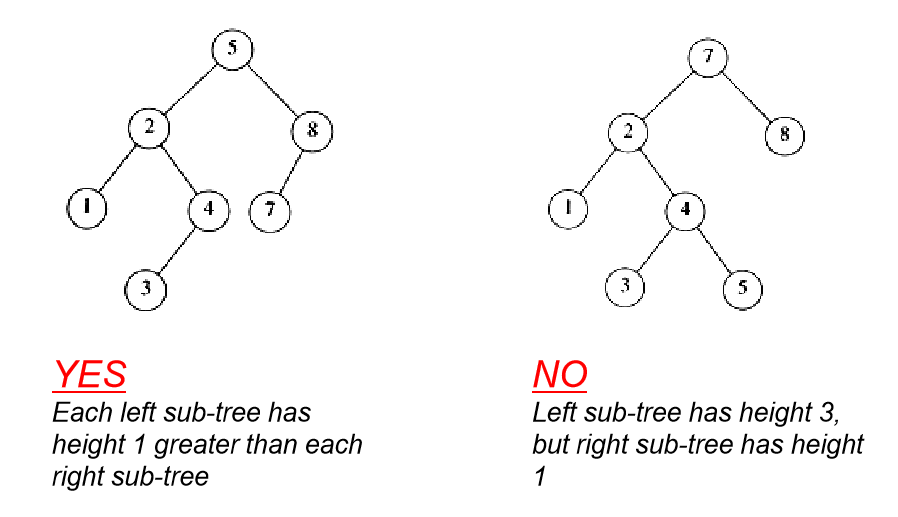 5
7
2
8
2
8
1
4
7
1
4
3
3
5
YES
Each left sub-tree has
height 1 greater than each
right sub-tree
NO
Left sub-tree has height 3,
but right sub-tree has height
1